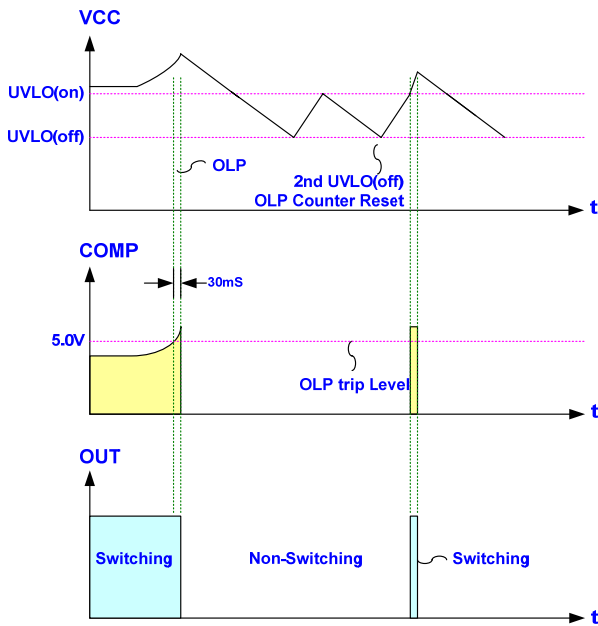 VCC
UVLO(on)
UVLO(off)
OLP
2nd UVLO(off)
OLP Counter Reset
t
COMP
30mS
5.0V
OLP trip Level
t
OUT
Switching
Non-Switching
Switching
t